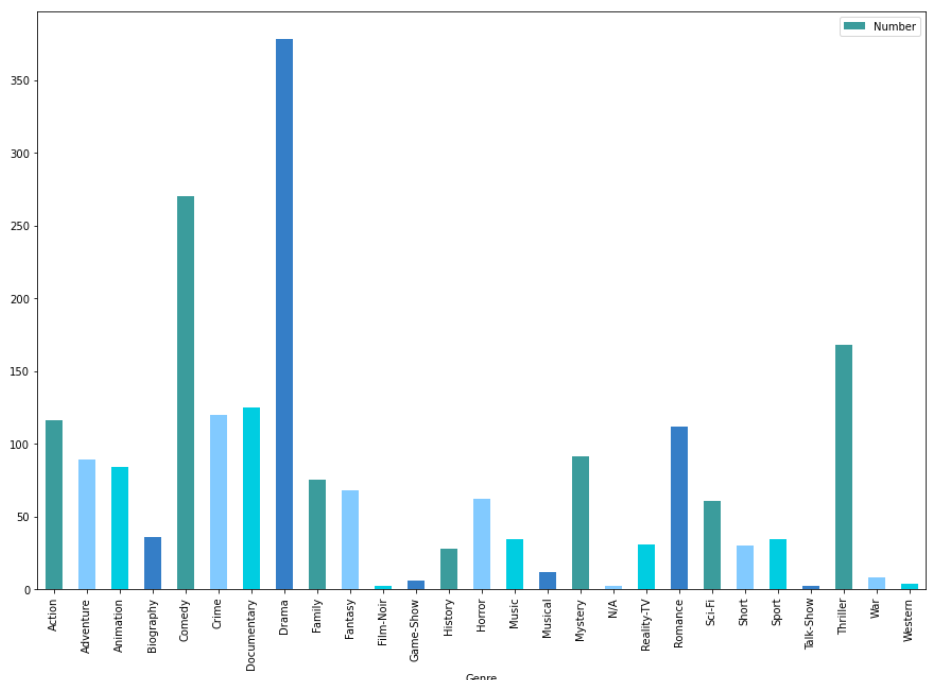 Number
350
300
250
200
150
100
50
0
Action
Adventure
Animation
Biography
Comedy
Crime
Documentary
Drama
Family
Fantasy
Film-Noir
Game-Show
History
Horror
Music
Musical
Mystery
N/A
Reality-TV
Romance
Sci-Fi
Short
Sport
Talk-Show
Thriller
War
Western
Genre